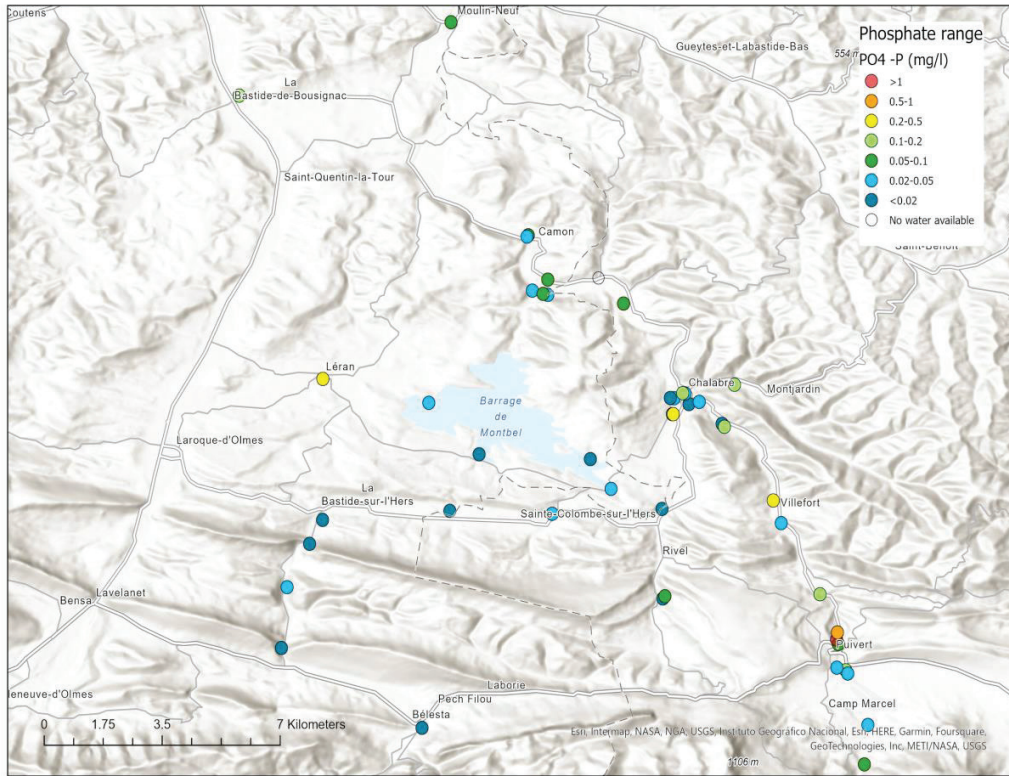 Coutens
Moulin-Neuf
Gueytes-et-Labastide-Bas
554 m
La
Bastide-de-Bousignac
Saint-Quentin-la-Tour
Camon
Saint-Benoit
Phosphate range
PO4 -P (mg/l)
>1
0.5-1
0.2-0.5
0.1-0.2
0.05-0.1
0.02-0.05
<0.02
No water available
Léran
Chalabre
Montjardin
Barrage
de
Montbel
Laroque-d'Olmes
La
Bastide-sur-l'Hers
Sainte-Colombe-sur-l'Hers
Villefort
Rivel
Bensa
Lavelanet
Puivert
leneuve-d'Olmes
Laborie
Pech Filou
Bélesta
Camp Marcel
0 1.75 3.5 7 Kilometers
Esri, Intermap, NASA, NGA, USGS, Instituto Geográfico Nacional, Esri, HERE, Garmin, Foursquare,
GeoTechnologies, Inc, METI/NASA, USGS
1106 m